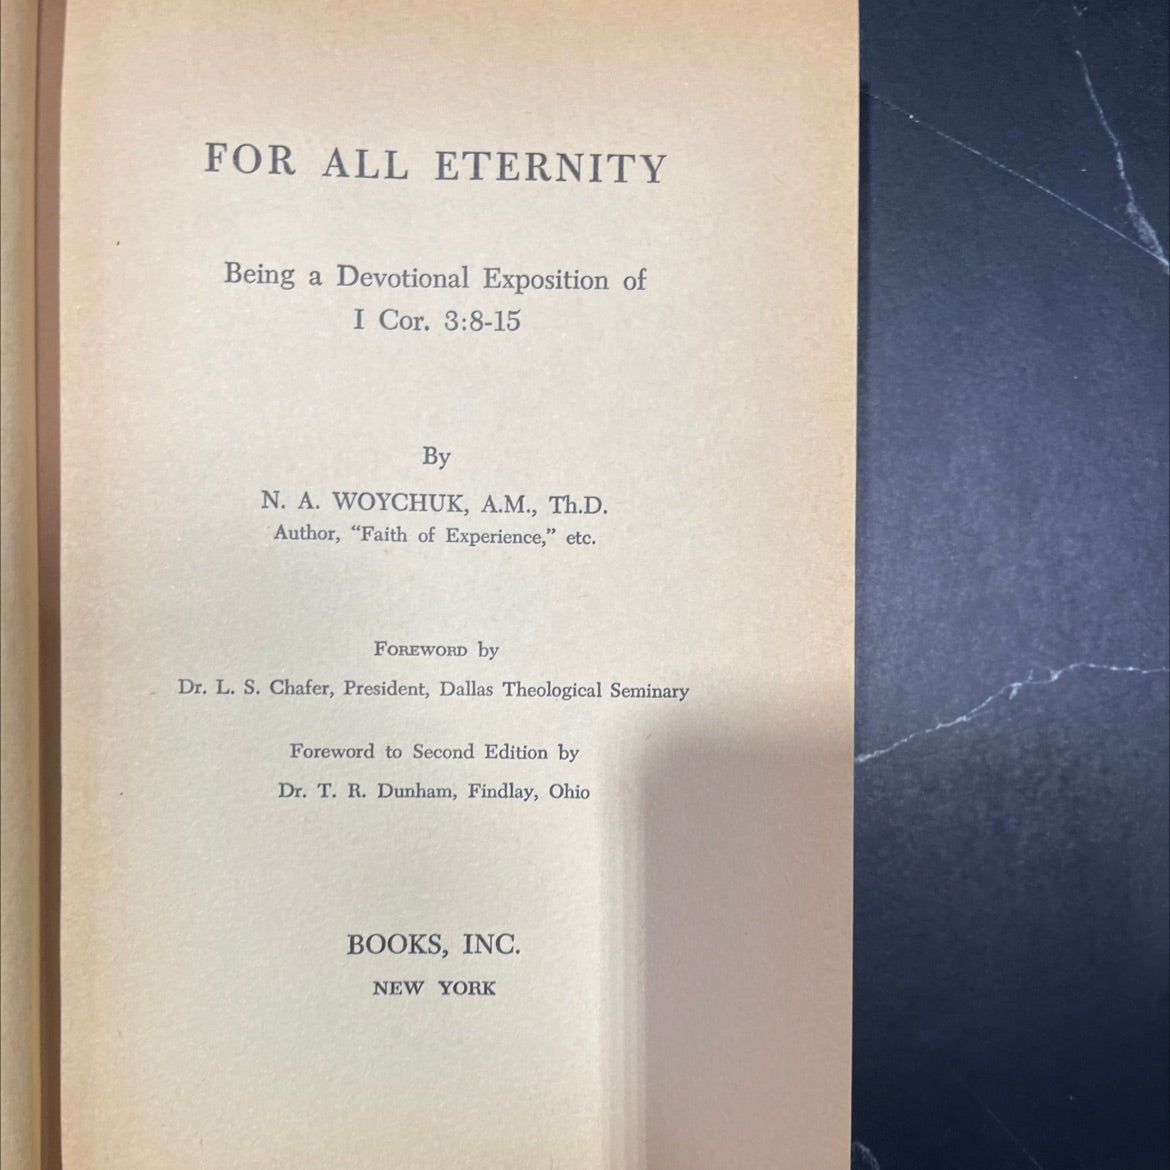 FOR ALL ETERNITY
Being a Devotional Exposition of
I Cor. 3:8-15
By
N. A. WOYCHUK, A.M., Th.D.
Author, “Faith of Experience,” etc.
FOREWORD by
Dr. L. S. Chafer, President, Dallas Theological Seminary
Foreword to Second Edition by
Dr. T. R. Dunham, Findlay, Ohio
BOOKS, INC.
NEW YORK